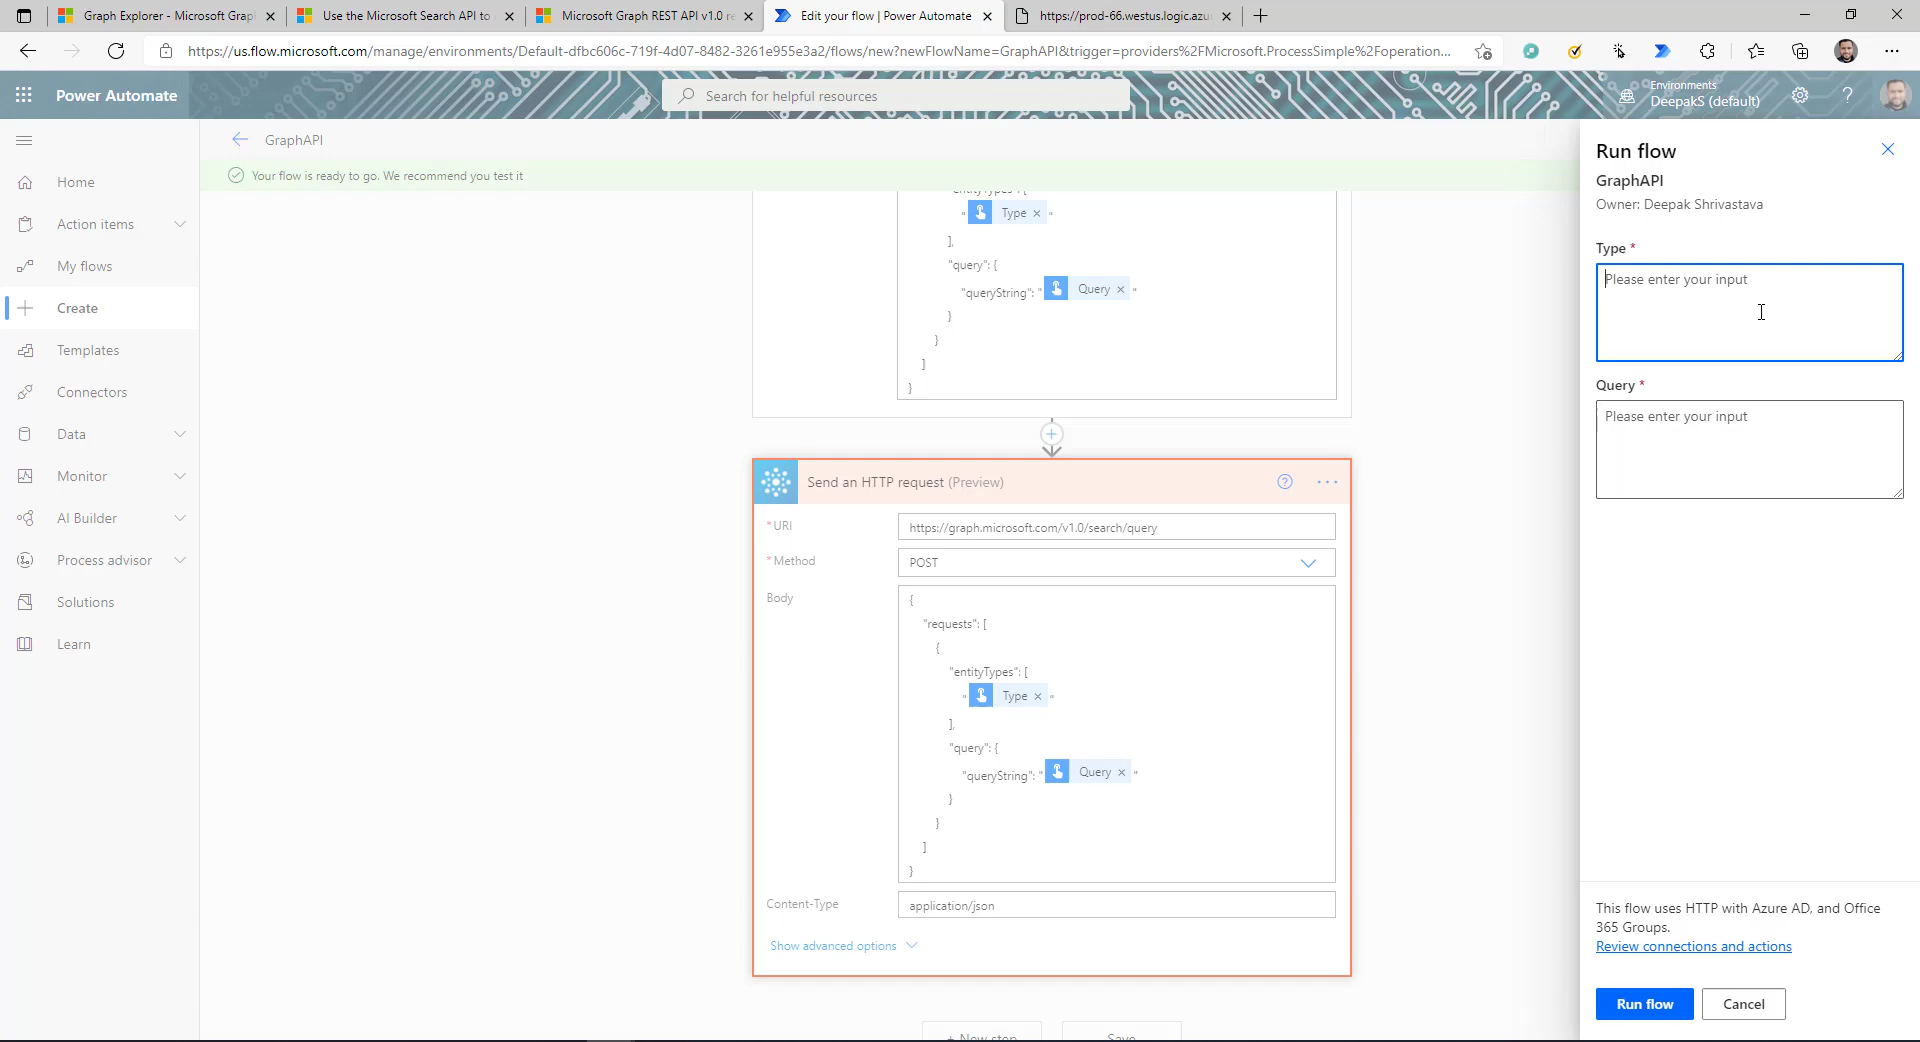 Graph Explorer - Microsoft Grap
Use the Microsoft Search API to
Microsoft Graph REST API v1.0 re
Edit your flow | Power Automate
https://prod-66.westus.logic.azu
https://us.flow.microsoft.com/manage/environments/Default-dfbc606c-719f-4d07-8482-3261e955e3a2/flows/new?newFlowName=GraphAPI&trigger=providers%2FMicrosoft.ProcessSimple%2Foperation...
Power Automate
Search for helpful resources
Environments
DeepakS (default)
Home
Action items
My flows
Create
Templates
Connectors
Data
Monitor
AI Builder
Process advisor
Solutions
Learn
GraphAPI
Your flow is ready to go. We recommend you test it
"entityTypes": [
" Type × "
],
"query": {
"queryString": " Query × "
}
}
]
}
Send an HTTP request (Preview)
* URI
https://graph.microsoft.com/v1.0/search/query
* Method
POST
Body
{
"requests": [
{
"entityTypes": [
" Type × "
],
"query": {
"queryString": " Query × "
}
}
]
}
Content-Type
application/json
Show advanced options
+ New step
Save
Run flow
GraphAPI
Owner: Deepak Shrivastava
Type *
Please enter your input
Query *
Please enter your input
This flow uses HTTP with Azure AD, and Office
365 Groups.
Review connections and actions
Run flow
Cancel